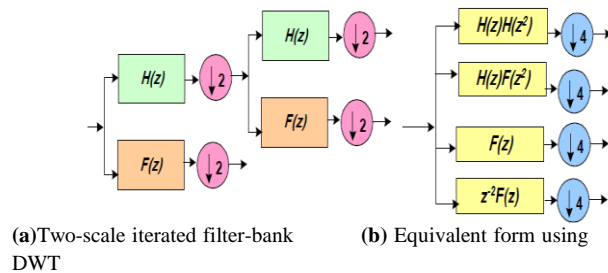 H(z)
↓ 2
H(z)
↓ 2
F(z)
↓ 2
F(z)
↓ 2
(a)Two-scale iterated filter-bank
DWT
H(z)H(z²)
↓ 4
H(z)F(z²)
↓ 4
F(z)
↓ 4
z⁻²F(z)
↓ 4
(b) Equivalent form using